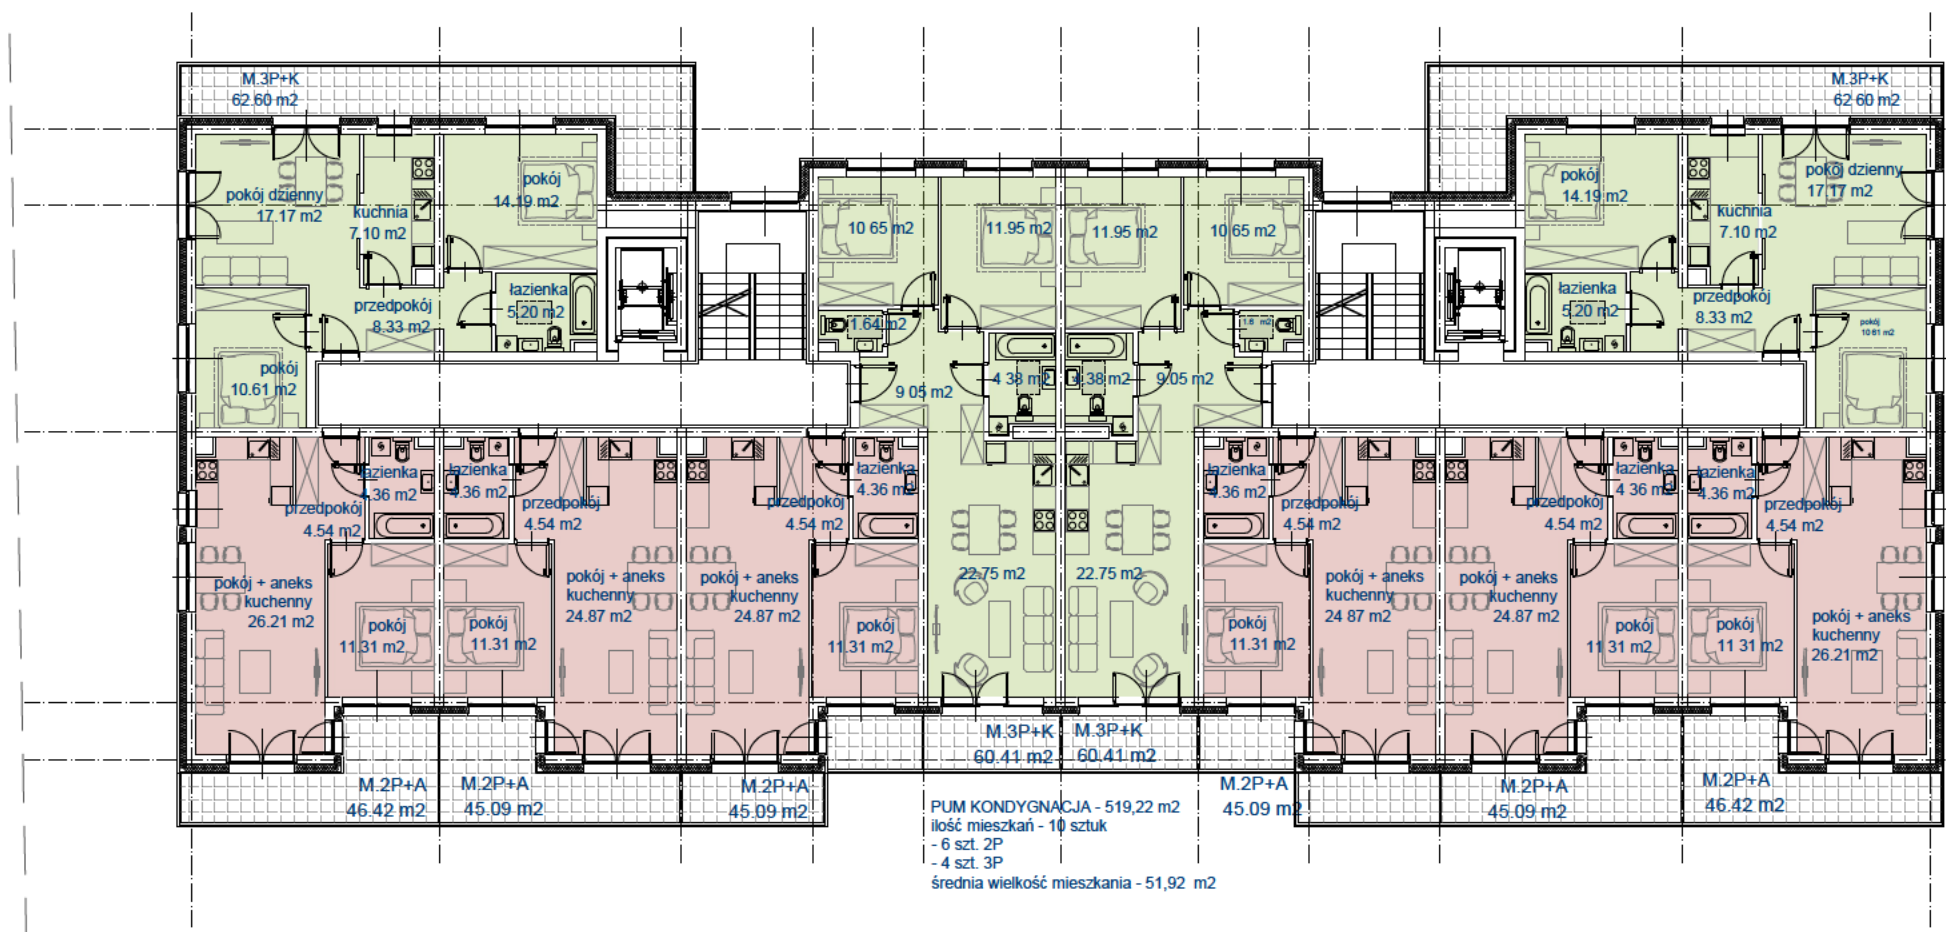 M.3P+K
62.60 m2
M.3P+K
62 60 m2
pokój dzienny
17.17 m2
kuchnia
7.10 m2
pokój
14.19 m2
przedpokój
8.33 m2
łazienka
5.20 m2
pokój
10.61 m2
10 65 m2
11.95 m2
11.95 m2
10 65 m2
1.64 m2
1.6 m2
9 05 m2
4 38 m2
4.38 m2
9.05 m2
pokój
14.19 m2
kuchnia
7.10 m2
pokój dzienny
17.17 m2
łazienka
5.20 m2
przedpokój
8.33 m2
pokój
10 61 m2
łazienka
4.36 m2
przedpokój
4.54 m2
pokój + aneks
kuchenny
26.21 m2
pokój
11.31 m2
łazienka
4.36 m2
przedpokój
4.54 m2
pokój
11.31 m2
pokój + aneks
kuchenny
24.87 m2
pokój + aneks
kuchenny
24.87 m2
przedpokój
4.54 m2
łazienka
4.36 m2
pokój
11.31 m2
22.75 m2
22.75 m2
łazienka
4.36 m2
przedpokój
4.54 m2
pokój
11.31 m2
pokój + aneks
kuchenny
24 87 m2
pokój + aneks
kuchenny
24.87 m2
przedpokój
4.54 m2
łazienka
4 36 m2
pokój
11 31 m2
łazienka
4.36 m2
przedpokój
4.54 m2
pokój
11 31 m2
pokój + aneks
kuchenny
26.21 m2
M.2P+A
46.42 m2
M.2P+A
45.09 m2
M.2P+A
45.09 m2
M.3P+K
60.41 m2
M.3P+K
60.41 m2
M.2P+A
45.09 m2
M.2P+A
45.09 m2
M.2P+A
46.42 m2
PUM KONDYGNACJA - 519,22 m2
ilość mieszkań - 10 sztuk
- 6 szt. 2P
- 4 szt. 3P
średnia wielkość mieszkania - 51,92 m2